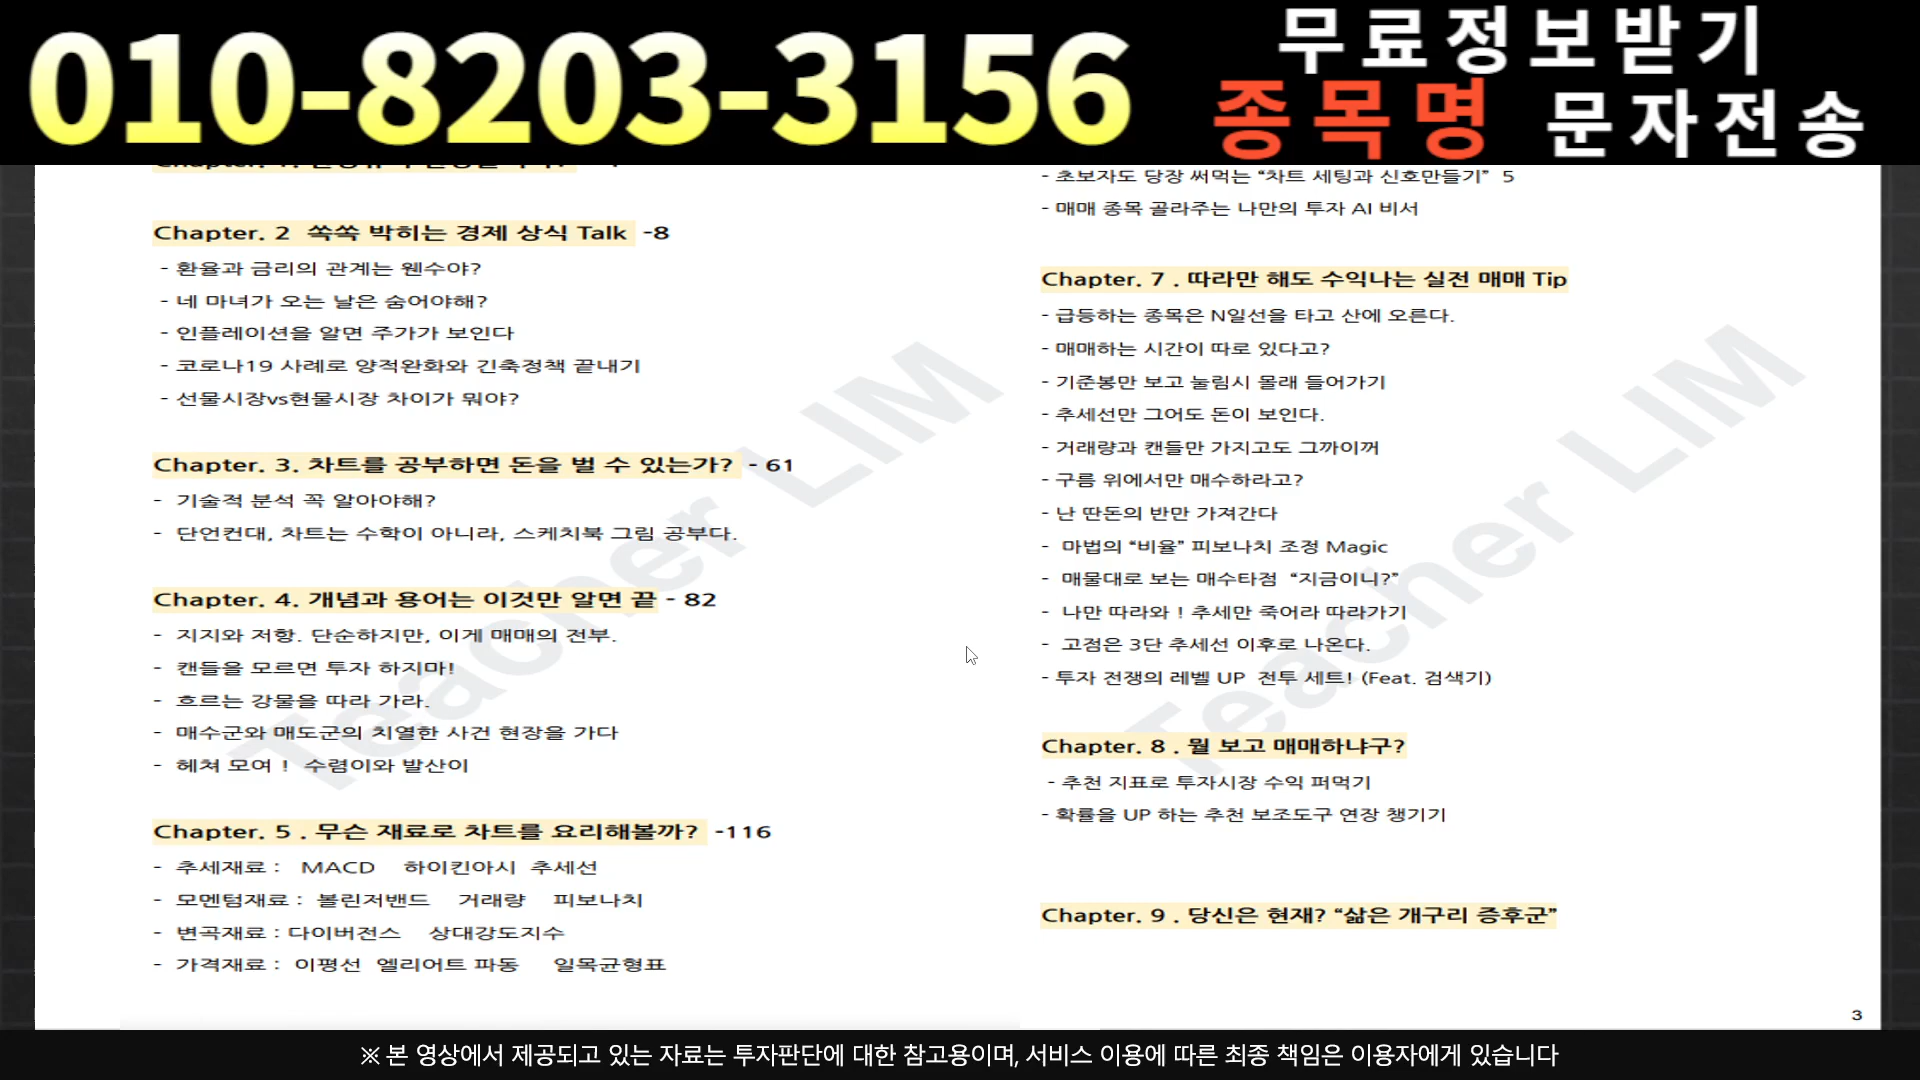 010-8203-3156
무료정보받기
종목명 문자전송
Chapter. 2 쏙쏙 박히는 경제 상식 Talk -8
- 환율과 금리의 관계는 웬수야?
- 네 마녀가 오는 날은 숨어야해?
- 인플레이션을 알면 주가가 보인다
- 코로나19 사례로 양적완화와 긴축정책 끝내기
- 선물시장vs현물시장 차이가 뭐야?
Chapter. 3. 차트를 공부하면 돈을 벌 수 있는가? - 61
- 기술적 분석 꼭 알아야해?
- 단언컨대, 차트는 수학이 아니라, 스케치북 그림 공부다.
Chapter. 4. 개념과 용어는 이것만 알면 끝 - 82
- 지지와 저항. 단순하지만, 이게 매매의 전부.
- 캔들을 모르면 투자 하지마!
- 흐르는 강물을 따라 가라.
- 매수군와 매도군의 치열한 사건 현장을 가다
- 헤쳐 모여 ! 수렴이와 발산이
Chapter. 5 . 무슨 재료로 차트를 요리해볼까? -116
- 추세재료 : MACD 하이킨아시 추세선
- 모멘텀재료 : 볼린저밴드 거래량 피보나치
- 변곡재료 : 다이버전스 상대강도지수
- 가격재료 : 이평선 엘리어트 파동 일목균형표
- 초보자도 당장 써먹는 “차트 세팅과 신호만들기” 5
- 매매 종목 골라주는 나만의 투자 AI 비서
Chapter. 7 . 따라만 해도 수익나는 실전 매매 Tip
- 급등하는 종목은 N일선을 타고 산에 오른다.
- 매매하는 시간이 따로 있다고?
- 기준봉만 보고 눌림시 몰래 들어가기
- 추세선만 그어도 돈이 보인다.
- 거래량과 캔들만 가지고도 그까이꺼
- 구름 위에서만 매수하라고?
- 난 딴돈의 반만 가져간다
- 마법의 “비율” 피보나치 조정 Magic
- 매물대로 보는 매수타점 “지금이니?”
- 나만 따라와 ! 추세만 죽어라 따라가기
- 고점은 3단 추세선 이후로 나온다.
- 투자 전쟁의 레벨 UP 전투 세트! (Feat. 검색기)
Chapter. 8 . 뭘 보고 매매하냐구?
- 추천 지표로 투자시장 수익 퍼먹기
- 확률을 UP 하는 추천 보조도구 연장 챙기기
Chapter. 9 . 당신은 현재? “삶은 개구리 증후군”
Teacher LIM
Teacher LIM
3
※ 본 영상에서 제공되고 있는 자료는 투자판단에 대한 참고용이며, 서비스 이용에 따른 최종 책임은 이용자에게 있습니다